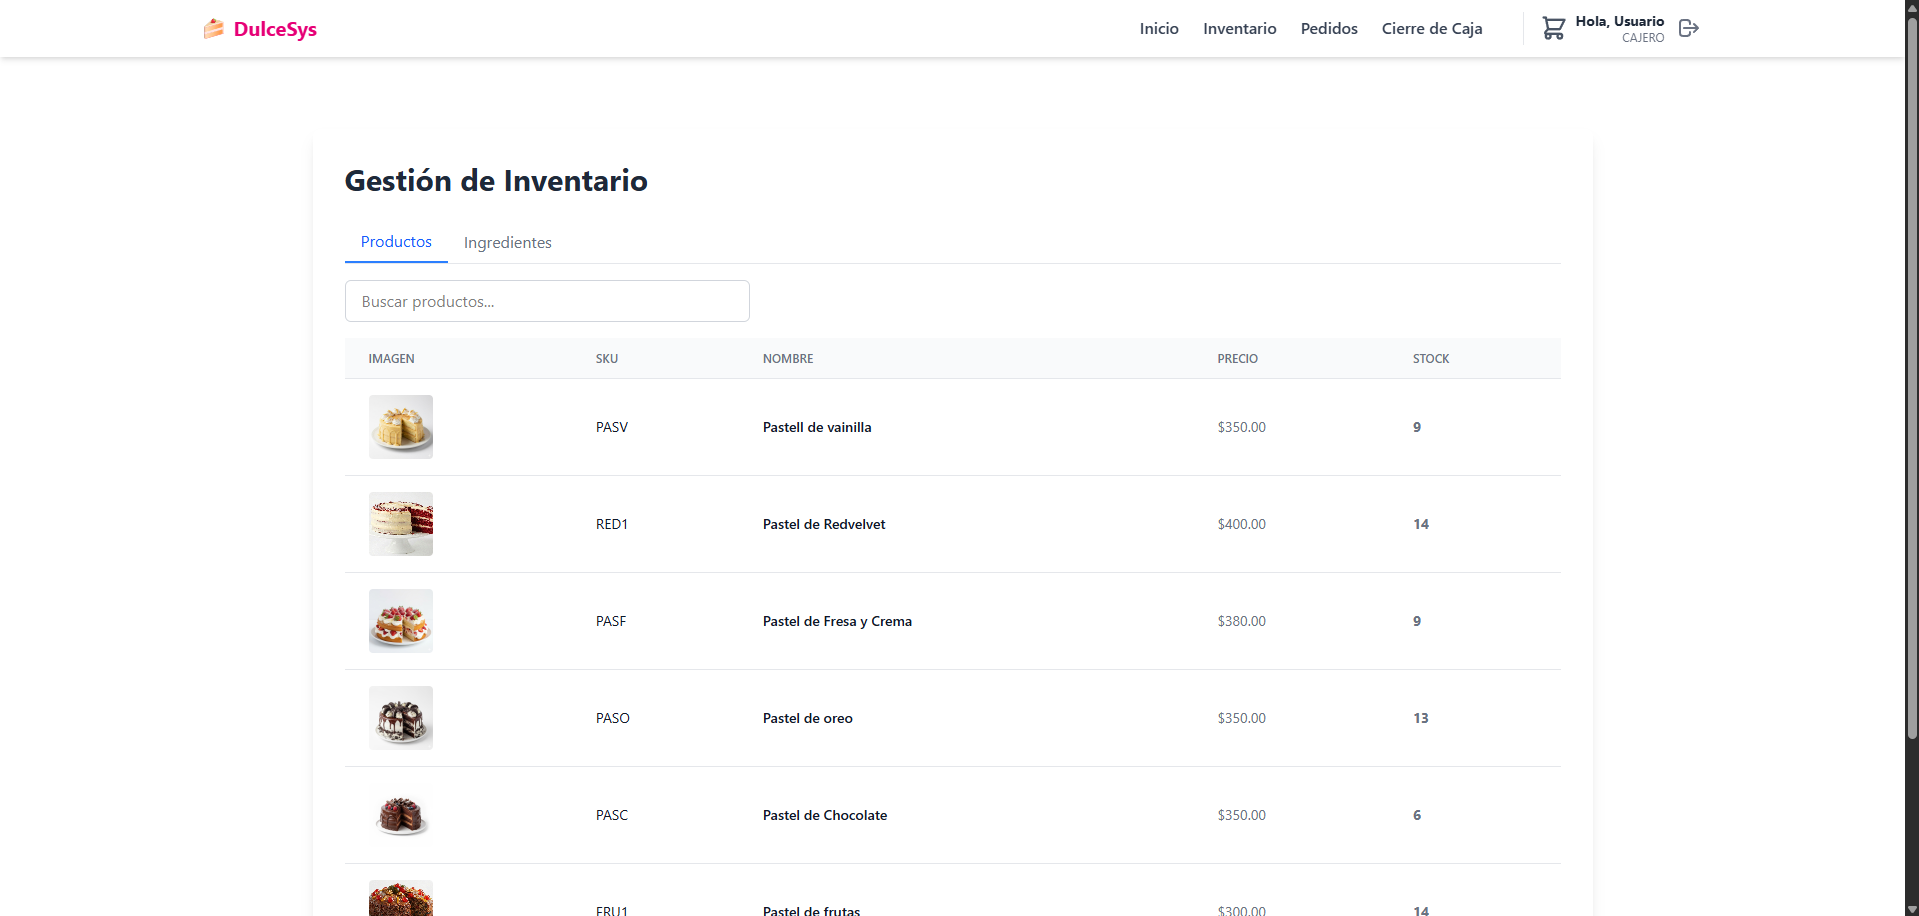 DulceSys
Inicio Inventario Pedidos Cierre de Caja
Hola, Usuario
CAJERO
Gestión de Inventario
Productos Ingredientes
Buscar productos...
IMAGEN SKU NOMBRE PRECIO STOCK
PASV Pastell de vainilla $350.00 9
RED1 Pastel de Redvelvet $400.00 14
PASF Pastel de Fresa y Crema $380.00 9
PASO Pastel de oreo $350.00 13
PASC Pastel de Chocolate $350.00 6
FRU1 Pastel de frutas $300.00 14